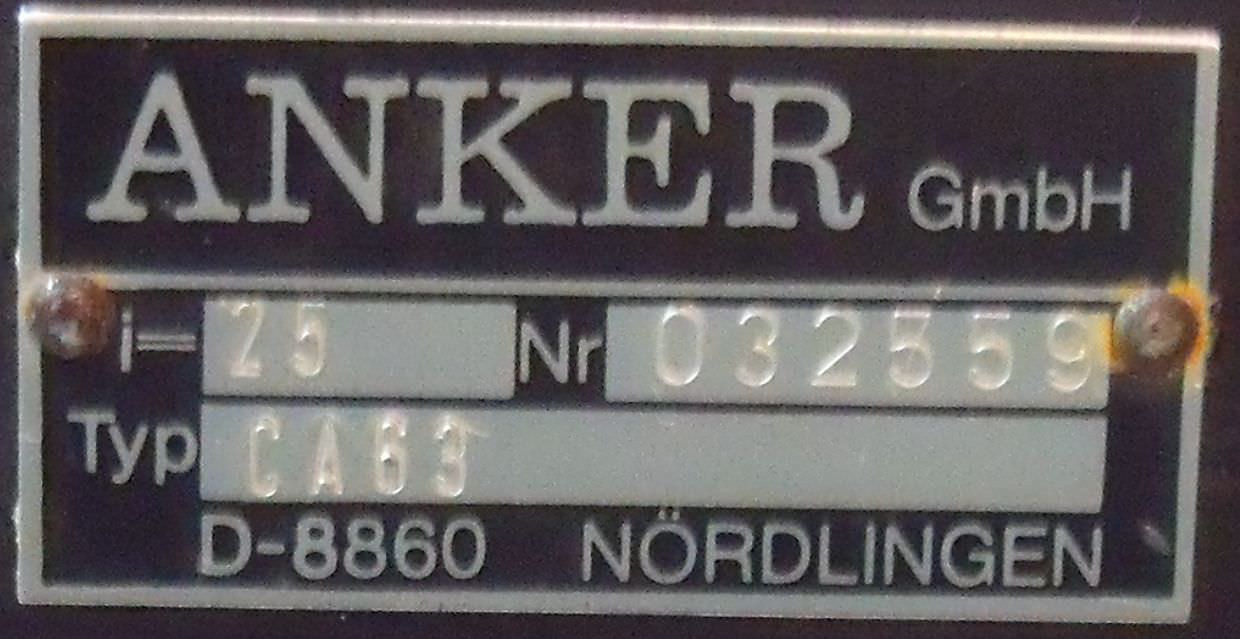 ANKER GmbH
i= 25 Nr 032559
Typ CA63
D-8860 NÖRDLINGEN